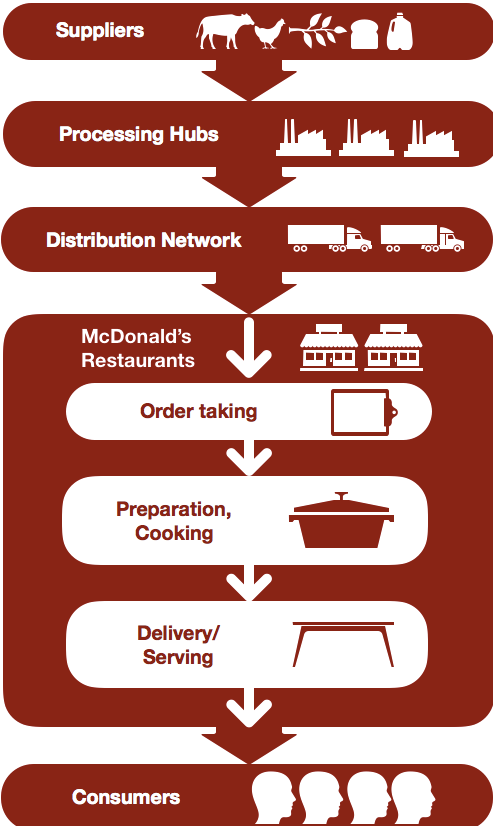 Suppliers
Processing Hubs
Distribution Network
McDonald's
Restaurants
Order taking
Preparation,
Cooking
Delivery/
Serving
Consumers